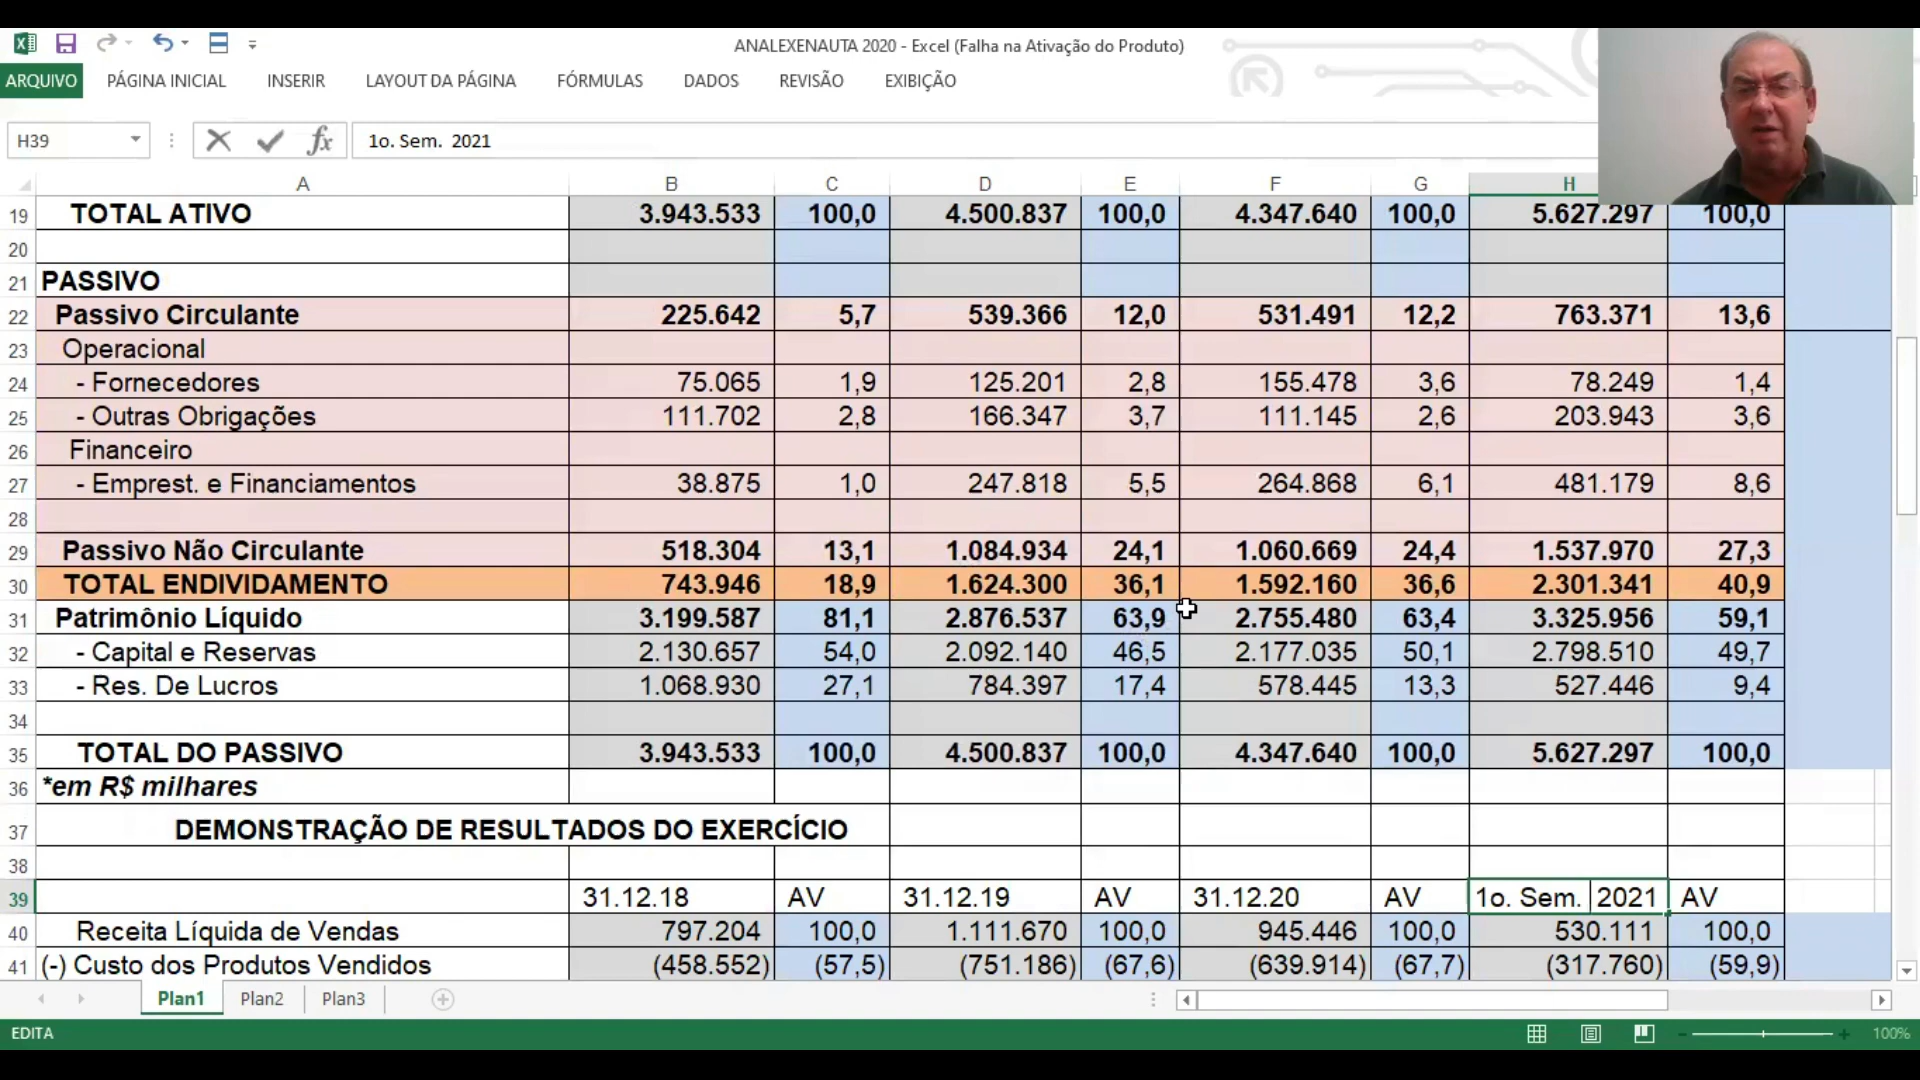 ANALEXENAUTA 2020 - Excel (Falha na Ativação do Produto)
ARQUIVO PÁGINA INICIAL INSERIR LAYOUT DA PÁGINA FÓRMULAS DADOS REVISÃO EXIBIÇÃO
H39 fx 1o. Sem.  2021
A B C D E F G H
19 TOTAL ATIVO 3.943.533 100,0 4.500.837 100,0 4.347.640 100,0 5.627.297 100,0
20
21 PASSIVO
22 Passivo Circulante 225.642 5,7 539.366 12,0 531.491 12,2 763.371 13,6
23 Operacional
24 - Fornecedores 75.065 1,9 125.201 2,8 155.478 3,6 78.249 1,4
25 - Outras Obrigações 111.702 2,8 166.347 3,7 111.145 2,6 203.943 3,6
26 Financeiro
27 - Emprest. e Financiamentos 38.875 1,0 247.818 5,5 264.868 6,1 481.179 8,6
28
29 Passivo Não Circulante 518.304 13,1 1.084.934 24,1 1.060.669 24,4 1.537.970 27,3
30 TOTAL ENDIVIDAMENTO 743.946 18,9 1.624.300 36,1 1.592.160 36,6 2.301.341 40,9
31 Patrimônio Líquido 3.199.587 81,1 2.876.537 63,9 2.755.480 63,4 3.325.956 59,1
32 - Capital e Reservas 2.130.657 54,0 2.092.140 46,5 2.177.035 50,1 2.798.510 49,7
33 - Res. De Lucros 1.068.930 27,1 784.397 17,4 578.445 13,3 527.446 9,4
34
35 TOTAL DO PASSIVO 3.943.533 100,0 4.500.837 100,0 4.347.640 100,0 5.627.297 100,0
36 *em R$ milhares
37 DEMONSTRAÇÃO DE RESULTADOS DO EXERCÍCIO
38
39 31.12.18 AV 31.12.19 AV 31.12.20 AV 1o. Sem. 2021 AV
40 Receita Líquida de Vendas 797.204 100,0 1.111.670 100,0 945.446 100,0 530.111 100,0
41 (-) Custo dos Produtos Vendidos (458.552) (57,5) (751.186) (67,6) (639.914) (67,7) (317.760) (59,9)
Plan1 Plan2 Plan3
EDITA 100%